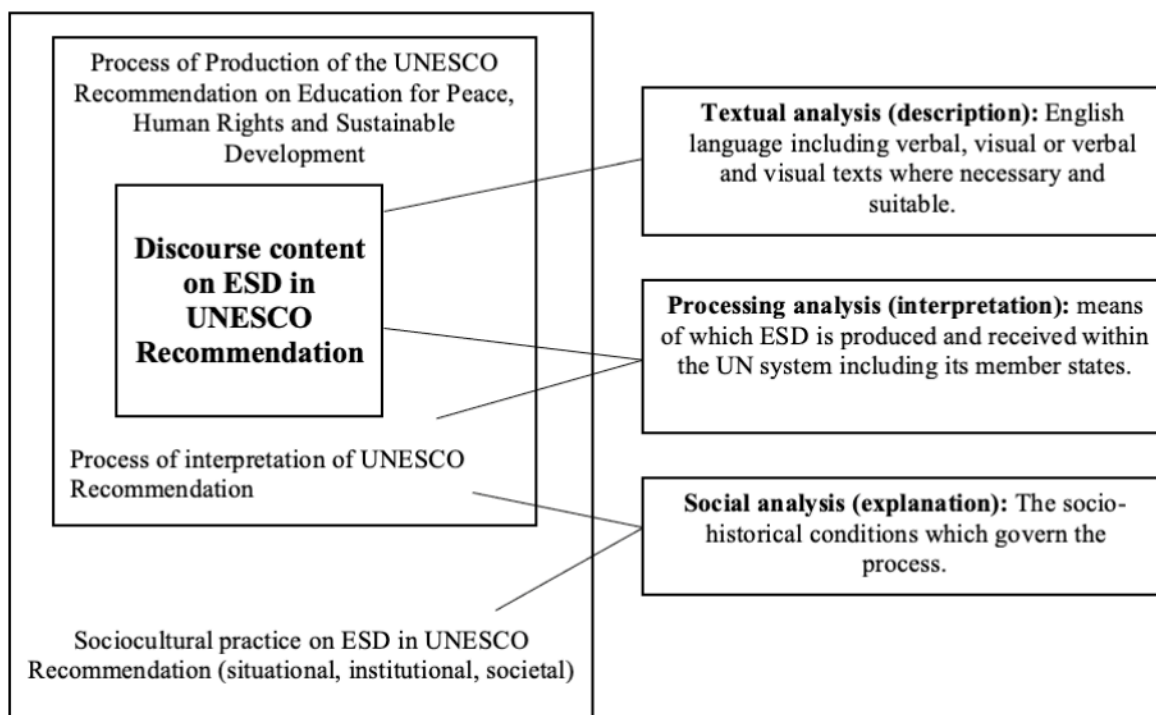 Process of Production of the UNESCO
Recommendation on Education for Peace,
Human Rights and Sustainable
Development
Discourse content
on ESD in
UNESCO
Recommendation
Process of interpretation of UNESCO
Recommendation
Sociocultural practice on ESD in UNESCO
Recommendation (situational, institutional, societal)
Textual analysis (description): English
language including verbal, visual or verbal
and visual texts where necessary and
suitable.
Processing analysis (interpretation): means
of which ESD is produced and received within
the UN system including its member states.
Social analysis (explanation): The socio-
historical conditions which govern the
process.